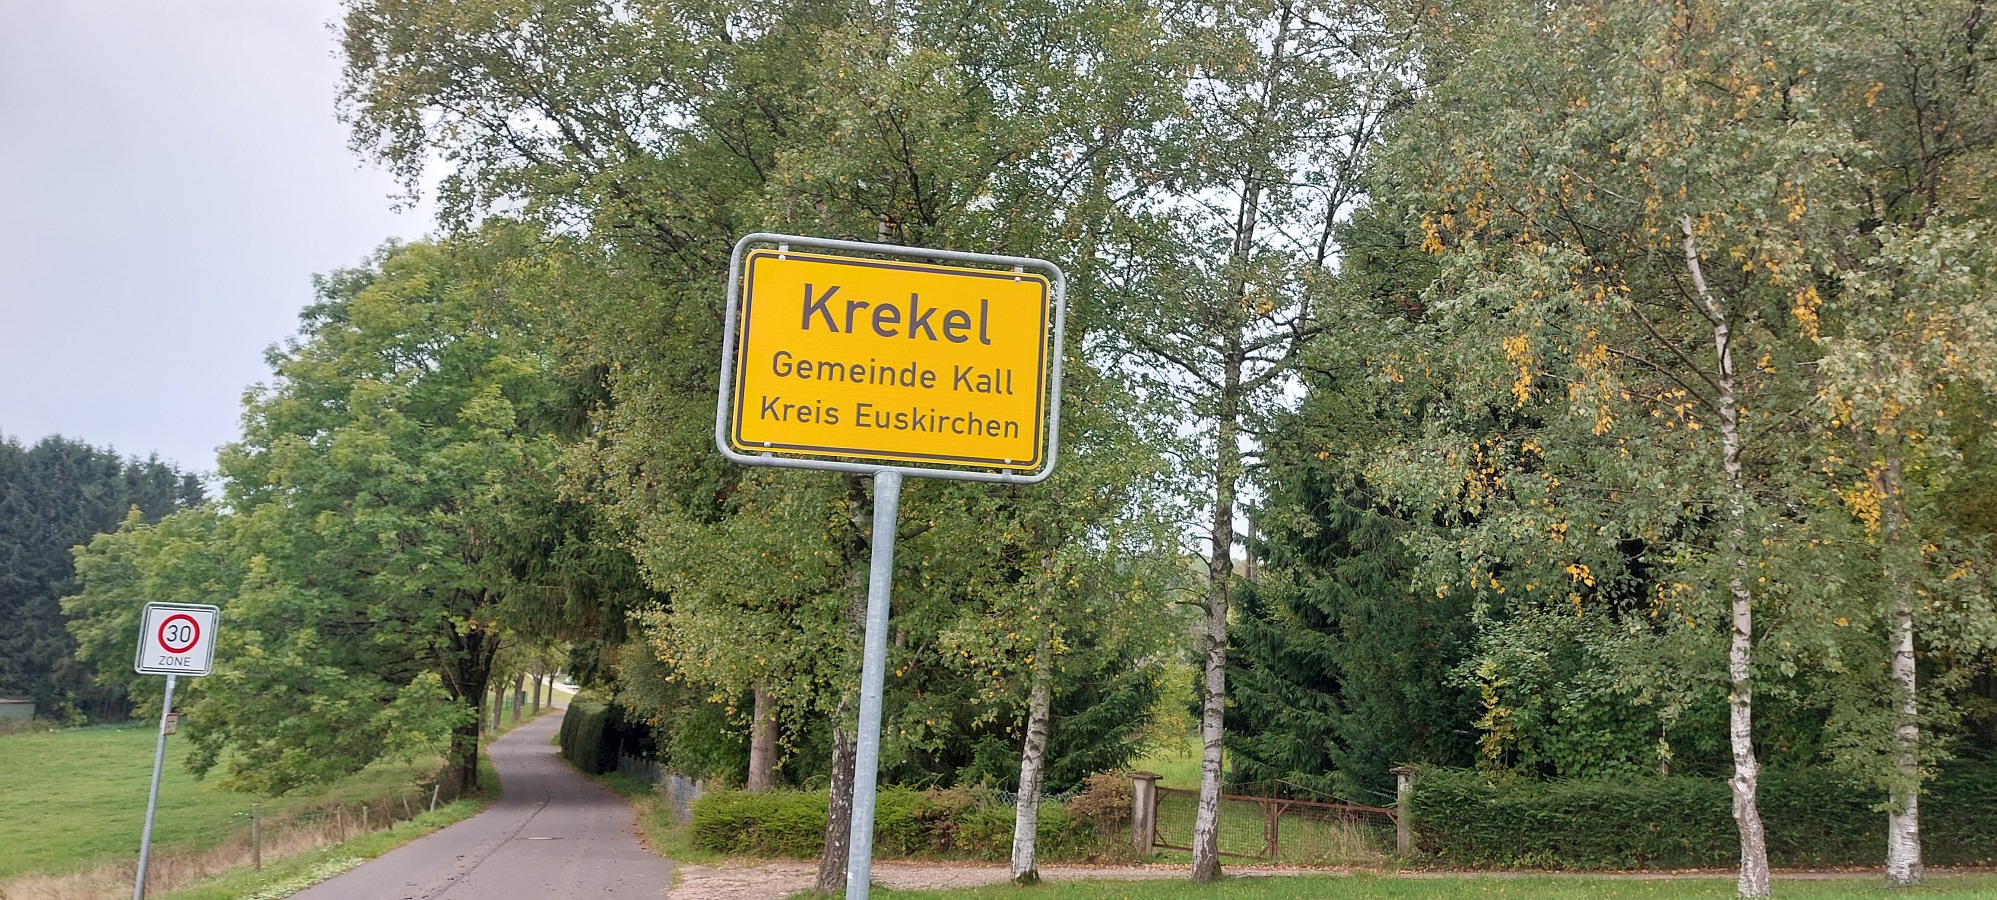 Krekel
Gemeinde Kall
Kreis Euskirchen
30
ZONE